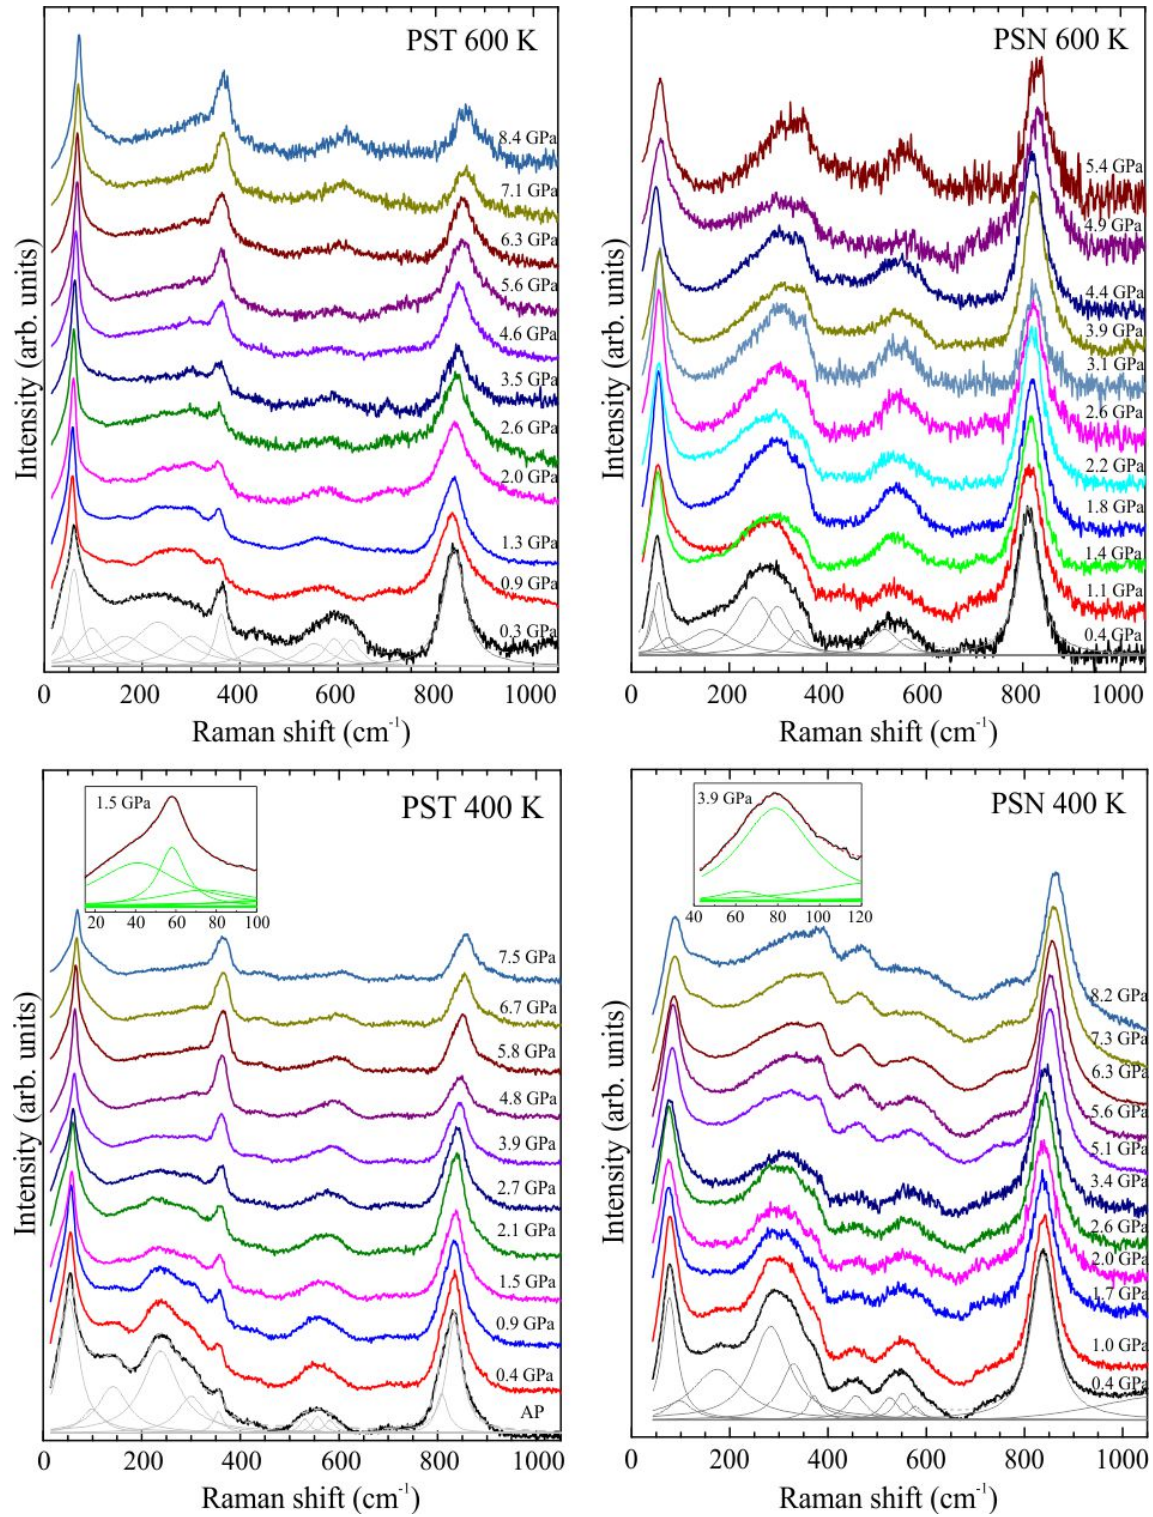 PST 600 K
8.4 GPa
7.1 GPa
6.3 GPa
5.6 GPa
4.6 GPa
3.5 GPa
2.6 GPa
2.0 GPa
1.3 GPa
0.9 GPa
0.3 GPa
Intensity (arb. units)
0 200 400 600 800 1000
Raman shift (cm⁻¹)
PSN 600 K
5.4 GPa
4.9 GPa
4.4 GPa
3.9 GPa
3.1 GPa
2.6 GPa
2.2 GPa
1.8 GPa
1.4 GPa
1.1 GPa
0.4 GPa
Intensity (arb. units)
0 200 400 600 800 1000
Raman shift (cm⁻¹)
PST 400 K
1.5 GPa
20 40 60 80 100
7.5 GPa
6.7 GPa
5.8 GPa
4.8 GPa
3.9 GPa
2.7 GPa
2.1 GPa
1.5 GPa
0.9 GPa
0.4 GPa
AP
Intensity (arb. units)
0 200 400 600 800 1000
Raman shift (cm⁻¹)
PSN 400 K
3.9 GPa
40 60 80 100 120
8.2 GPa
7.3 GPa
6.3 GPa
5.6 GPa
5.1 GPa
3.4 GPa
2.6 GPa
2.0 GPa
1.7 GPa
1.0 GPa
0.4 GPa
Intensity (arb. units)
0 200 400 600 800 1000
Raman shift (cm⁻¹)